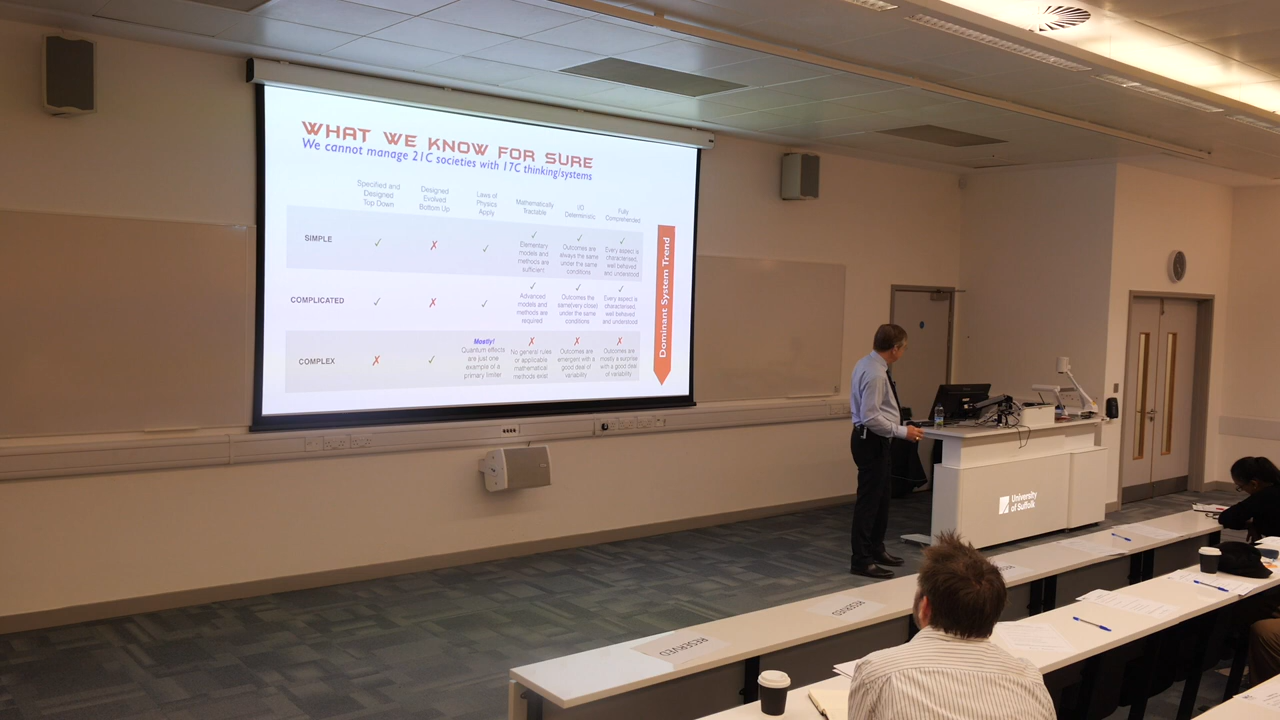 WHAT WE KNOW FOR SURE
We cannot manage 21C societies with 17C thinking/systems
Specified and
Designed
Top Down
Designed
Evolved
Bottom Up
Laws of
Physics
Apply
Mathematically
Tractable
I/O
Deterministic
Fully
Comprehended
SIMPLE
✓
✗
✓
✓
Elementary
models and
methods are
sufficient
✓
Outcomes are
always the same
under the same
conditions
✓
Every aspect is
characterised,
well behaved
and understood
COMPLICATED
✓
✗
✓
✓
Advanced
models and
methods are
required
✓
Outcomes the
same(very close)
under the same
conditions
✓
Every aspect is
characterised,
well behaved
and understood
COMPLEX
✗
✓
Mostly!
Quantum effects
are just one
example of a
primary limiter
✗
No general rules
or applicable
mathematical
methods exist
✗
Outcomes are
emergent with a
good deal of
variability
✗
Outcomes are
mostly a surprise
with a good deal
of variability
Dominant System Trend
University
of Suffolk
RESERVED
RESERVED